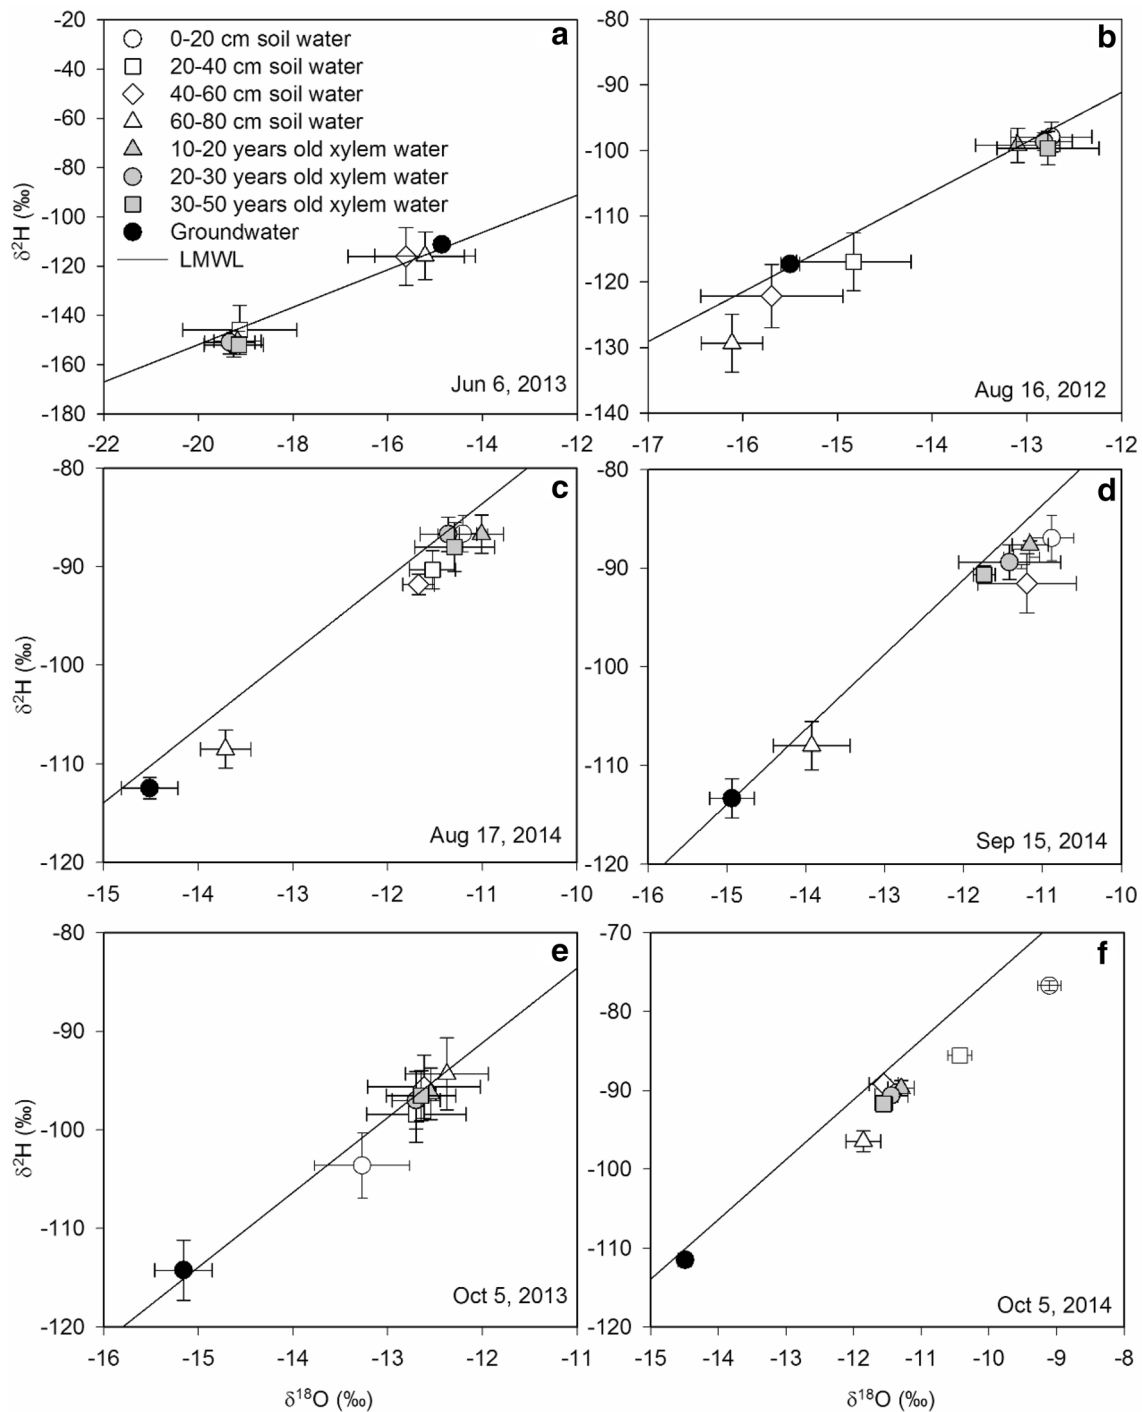 a
-20
-40
-60
-80
-100
-120
-140
-160
-180
δ²H (‰)
0-20 cm soil water
20-40 cm soil water
40-60 cm soil water
60-80 cm soil water
10-20 years old xylem water
20-30 years old xylem water
30-50 years old xylem water
Groundwater
LMWL
Jun 6, 2013
-22 -20 -18 -16 -14 -12
b
-80
-90
-100
-110
-120
-130
-140
Aug 16, 2012
-17 -16 -15 -14 -13 -12
c
-80
-90
-100
-110
-120
δ²H (‰)
Aug 17, 2014
-15 -14 -13 -12 -11 -10
d
-80
-90
-100
-110
-120
Sep 15, 2014
-16 -15 -14 -13 -12 -11 -10
e
-80
-90
-100
-110
-120
δ²H (‰)
Oct 5, 2013
-16 -15 -14 -13 -12 -11
δ¹⁸O (‰)
f
-70
-80
-90
-100
-110
-120
Oct 5, 2014
-15 -14 -13 -12 -11 -10 -9 -8
δ¹⁸O (‰)